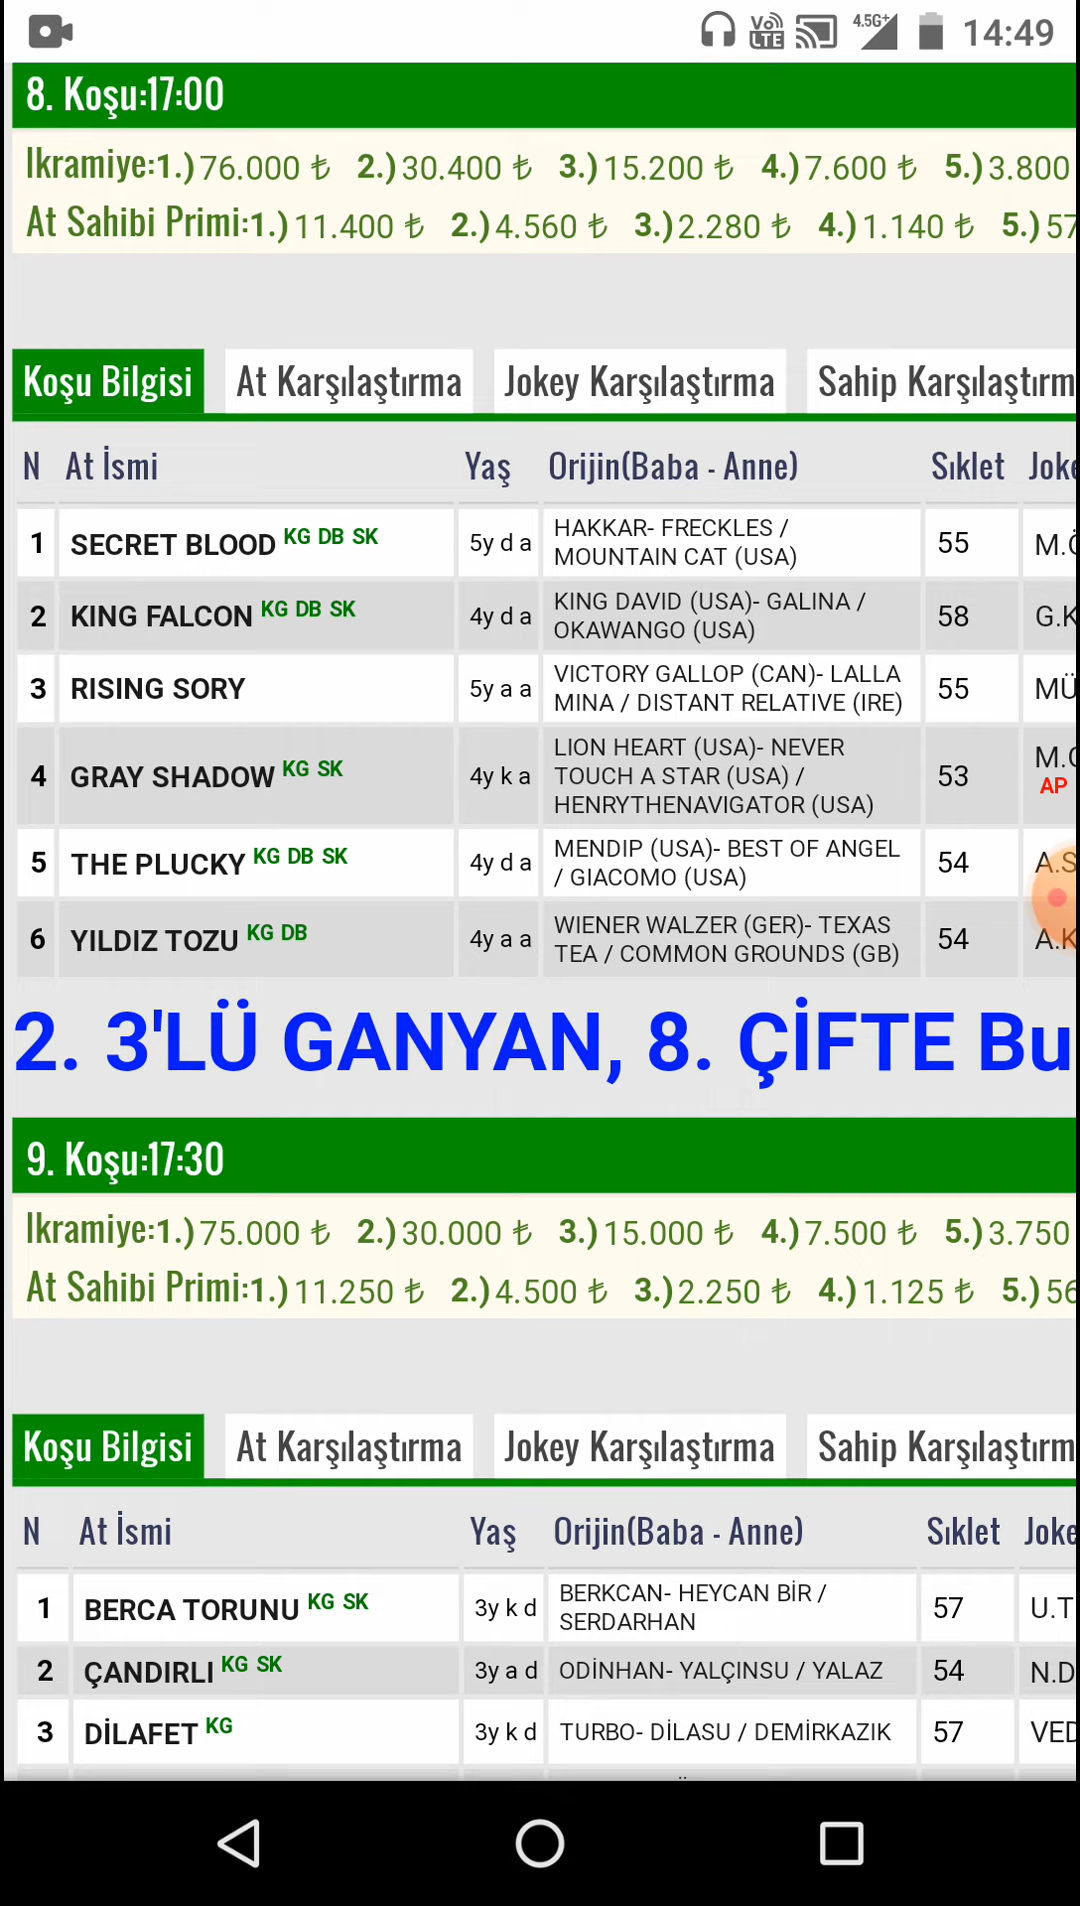 4.5G+ 14:49
Vo) LTE
8. Koşu:17:00
Ikramiye:1.) 76.000 ₺ 2.) 30.400 ₺ 3.) 15.200 ₺ 4.) 7.600 ₺ 5.) 3.800
At Sahibi Primi:1.) 11.400 ₺ 2.) 4.560 ₺ 3.) 2.280 ₺ 4.) 1.140 ₺ 5.) 57
Koşu Bilgisi At Karşılaştırma Jokey Karşılaştırma Sahip Karşılaştırm
N At İsmi Yaş Orijin(Baba - Anne) Sıklet Joke
1 SECRET BLOOD KG DB SK 5y d a HAKKAR- FRECKLES / 55 M.Ö
MOUNTAIN CAT (USA)
2 KING FALCON KG DB SK 4y d a KING DAVID (USA)- GALINA / 58 G.K
OKAWANGO (USA)
3 RISING SORY 5y a a VICTORY GALLOP (CAN)- LALLA 55 MÜ
MINA / DISTANT RELATIVE (IRE)
4 GRAY SHADOW KG SK 4y k a LION HEART (USA)- NEVER 53
TOUCH A STAR (USA) / AP
HENRYTHENAVIGATOR (USA)
5 THE PLUCKY KG DB SK 4y d a MENDIP (USA)- BEST OF ANGEL 54 A.S
/ GIACOMO (USA)
6 YILDIZ TOZU KG DB 4y a a WIENER WALZER (GER)- TEXAS 54 A.K
TEA / COMMON GROUNDS (GB)
2. 3'LÜ GANYAN, 8. ÇİFTE Bu
9. Koşu:17:30
Ikramiye:1.) 75.000 ₺ 2.) 30.000 ₺ 3.) 15.000 ₺ 4.) 7.500 ₺ 5.) 3.750
At Sahibi Primi:1.) 11.250 ₺ 2.) 4.500 ₺ 3.) 2.250 ₺ 4.) 1.125 ₺ 5.) 56
Koşu Bilgisi At Karşılaştırma Jokey Karşılaştırma Sahip Karşılaştırm
N At İsmi Yaş Orijin(Baba - Anne) Sıklet Joke
1 BERCA TORUNU KG SK 3y k d BERKCAN- HEYCAN BİR / 57 U.T
SERDARHAN
2 ÇANDIRLI KG SK 3y a d ODİNHAN- YALÇINSU / YALAZ 54 N.D
3 DİLAFET KG 3y k d TURBO- DİLASU / DEMİRKAZIK 57 VED